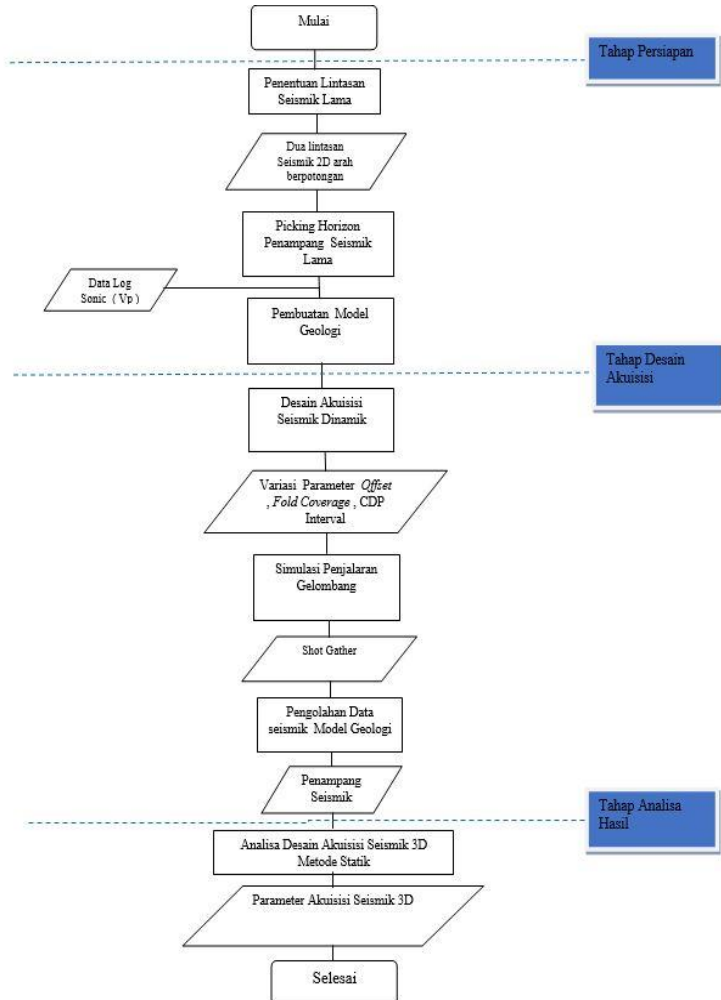 Mulai
Tahap Persiapan
Penentuan Lintasan
Seismik Lama
Dua lintasan
Seismik 2D arah
berpotongan
Picking Horizon
Penampang Seismik
Lama
Data Log
Sonic ( Vp )
Pembuatan Model
Geologi
Tahap Desain
Akuisisi
Desain Akuisisi
Seismik Dinamik
Variasi Parameter Offset
, Fold Coverage , CDP
Interval
Simulasi Penjalaran
Gelombang
Shot Gather
Pengolahan Data
seismik Model Geologi
Penampang
Seismik
Tahap Analisa
Hasil
Analisa Desain Akuisisi Seismik 3D
Metode Statik
Parameter Akuisisi Seismik 3D
Selesai